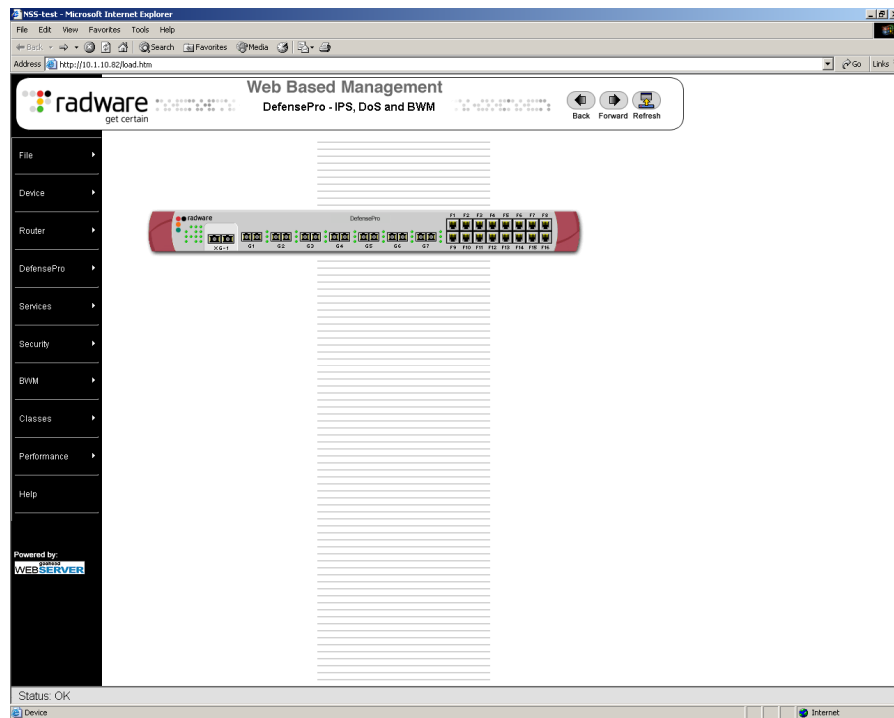 NSS-test - Microsoft Internet Explorer
File Edit View Favorites Tools Help
Back Search Favorites Media
Address http://10.1.10.82/load.htm Go Links
radware
get certain
Web Based Management
DefensePro - IPS, DoS and BWM
Back Forward Refresh
File
Device
Router
DefensePro
Services
Security
BWM
Classes
Performance
Help
radware DefensePro
F1 F2 F3 F4 F5 F6 F7 F8
XG-1 G1 G2 G3 G4 G5 G6 G7
F9 F10 F11 F12 F13 F14 F15 F16
Powered by:
goahead
WEBSERVER
Status: OK
Device Internet